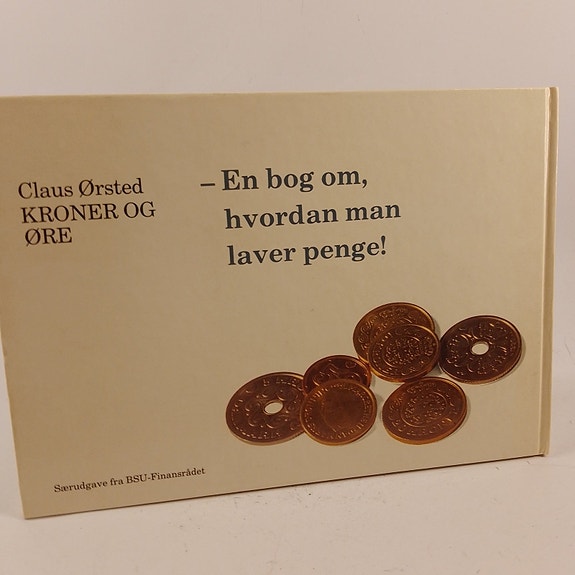 Claus Ørsted
KRONER OG
ØRE
– En bog om,
hvordan man
laver penge!
Særudgave fra BSU-Finansrådet